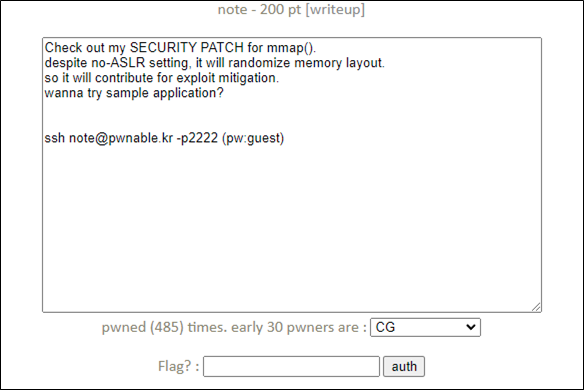 note - 200 pt [writeup]
Check out my SECURITY PATCH for mmap().
despite no-ASLR setting, it will randomize memory layout.
so it will contribute for exploit mitigation.
wanna try sample application?
ssh note@pwnable.kr -p2222 (pw:guest)
pwned (485) times. early 30 pwners are : CG
Flag? : auth